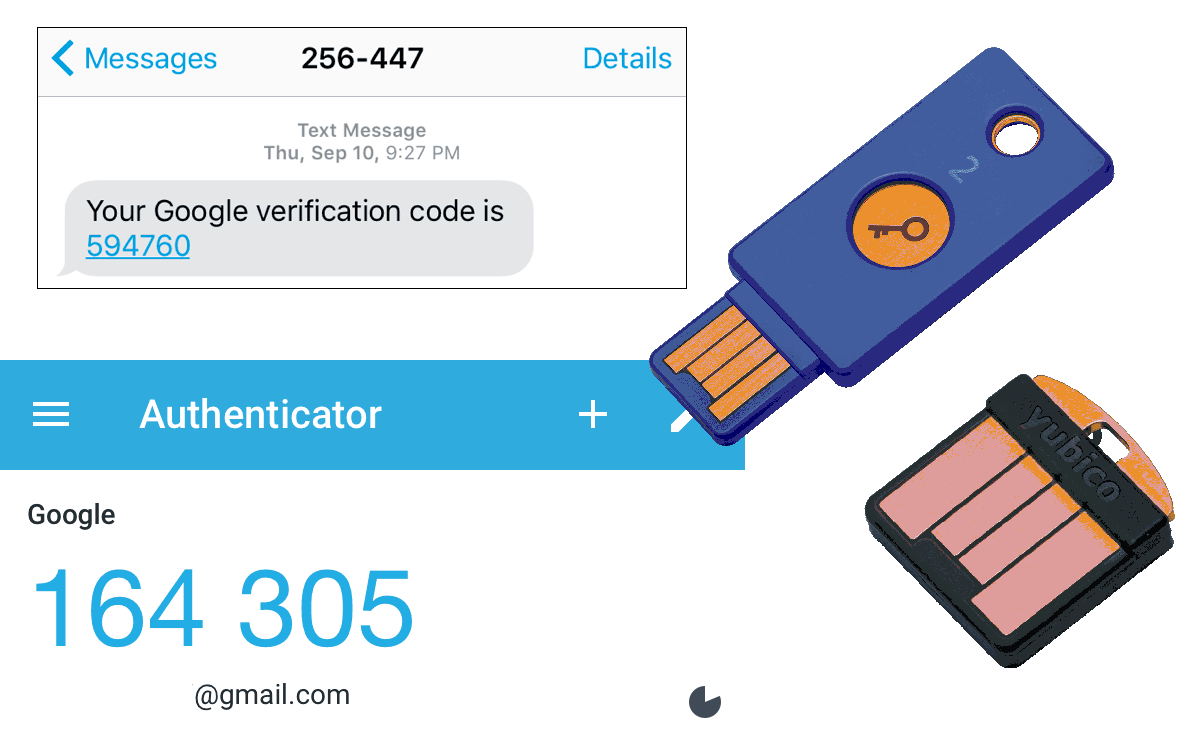 Messages
256-447
Details
Text Message
Thu, Sep 10, 9:27 PM
Your Google verification code is
594760
2
Authenticator
yubico
Google
164 305
@gmail.com